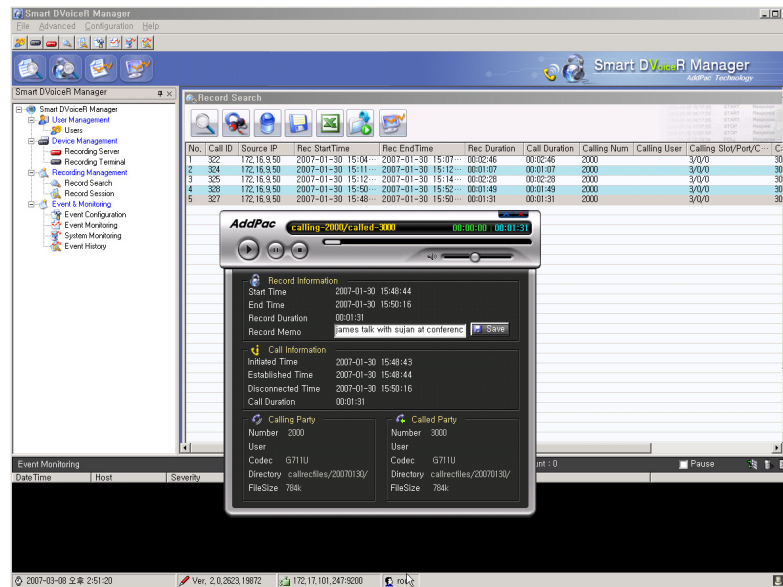 Smart DVoiceR Manager
File Advanced Configuration Help
Smart DVoiceR Manager
AddPac Technology
Smart DVoiceR Manager
Smart DVoiceR Manager
User Management
Users
Device Management
Recording Server
Recording Terminal
Recording Management
Record Search
Record Session
Event & Monitoring
Event Configuration
Event Monitoring
System Monitoring
Event History
Record Search
No. Call ID Source IP Rec StartTime Rec EndTime Rec Duration Call Duration Calling Num Calling User Calling Slot/Port/C···
1 322 172,16,9,50 2007-01-30 15:04··· 2007-01-30 15:07··· 00:02:46 00:02:46 2000 3/0/0 30
2 324 172,16,9,50 2007-01-30 15:11··· 2007-01-30 15:12··· 00:01:07 00:01:07 2000 3/0/0 30
3 325 172,16,9,50 2007-01-30 15:12··· 2007-01-30 15:14··· 00:02:28 00:02:28 2000 3/0/0 30
4 328 172,16,9,50 2007-01-30 15:50··· 2007-01-30 15:52··· 00:01:49 00:01:49 2000 3/0/0 30
5 327 172,16,9,50 2007-01-30 15:48··· 2007-01-30 15:50··· 00:01:31 00:01:31 2000 3/0/0 30
AddPac calling-2000/called-3000 00:00:00 00:01:31
Record Information
Start Time 2007-01-30 15:48:44
End Time 2007-01-30 15:50:16
Record Duration 00:01:31
Record Memo james talk with sujan at conferenc Save
Call Information
Initiated Time 2007-01-30 15:48:43
Established Time 2007-01-30 15:48:44
Disconnected Time 2007-01-30 15:50:16
Call Duration 00:01:31
Calling Party Called Party
Number 2000 Number 3000
User User
Codec G711U Codec G711U
Directory callrecfiles/20070130/ Directory callrecfiles/20070130/
FileSize 784k FileSize 784k
Event Monitoring unt : 0 Pause
DateTime Host Severity
2007-03-08 오후 2:51:20 Ver, 2,0,2623,19872 172,17,101,247:9200